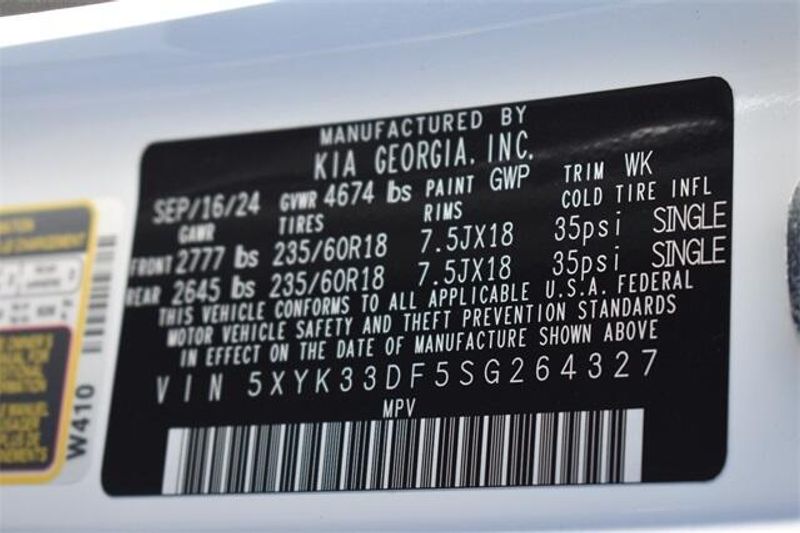 MANUFACTURED BY
KIA GEORGIA, INC.
SEP/16/24 GVWR 4674 lbs PAINT GWP TRIM WK
GAWR TIRES RIMS COLD TIRE INFL
FRONT 2777 lbs 235/60R18 7.5JX18 35psi SINGLE
REAR 2645 lbs 235/60R18 7.5JX18 35psi SINGLE
THIS VEHICLE CONFORMS TO ALL APPLICABLE U.S.A. FEDERAL
MOTOR VEHICLE SAFETY AND THEFT PREVENTION STANDARDS
IN EFFECT ON THE DATE OF MANUFACTURE SHOWN ABOVE
VIN 5XYK33DF5SG264327
MPV
W410